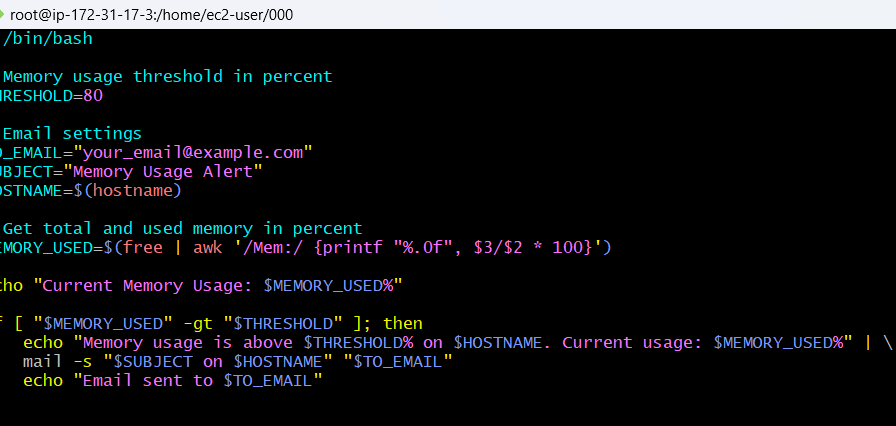 root@ip-172-31-17-3:/home/ec2-user/000
/bin/bash
Memory usage threshold in percent
HRESHOLD=80
Email settings
O_EMAIL="your_email@example.com"
UBJECT="Memory Usage Alert"
OSTNAME=$(hostname)
Get total and used memory in percent
EMORY_USED=$(free | awk '/Mem:/ {printf "%.0f", $3/$2 * 100}')
cho "Current Memory Usage: $MEMORY_USED%"
f [ "$MEMORY_USED" -gt "$THRESHOLD" ]; then
echo "Memory usage is above $THRESHOLD% on $HOSTNAME. Current usage: $MEMORY_USED%" | \
mail -s "$SUBJECT on $HOSTNAME" "$TO_EMAIL"
echo "Email sent to $TO_EMAIL"